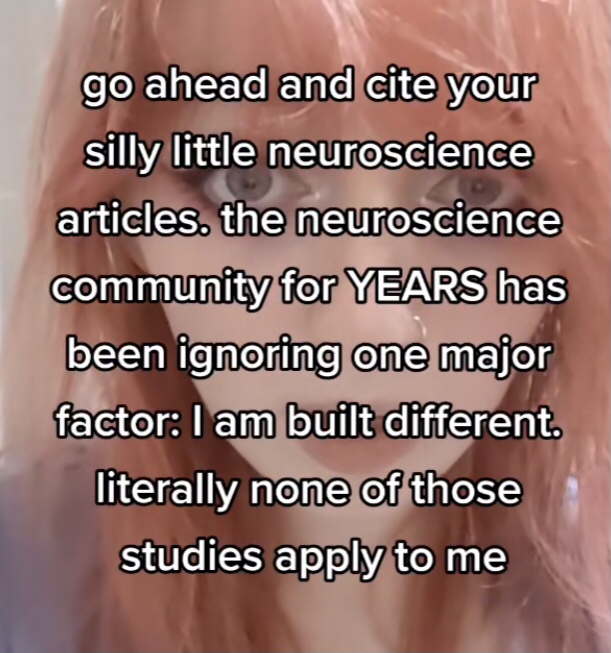 go ahead and cite your
silly little neuroscience
articles. the neuroscience
community for YEARS has
been ignoring one major
factor: I am built different.
literally none of those
studies apply to me